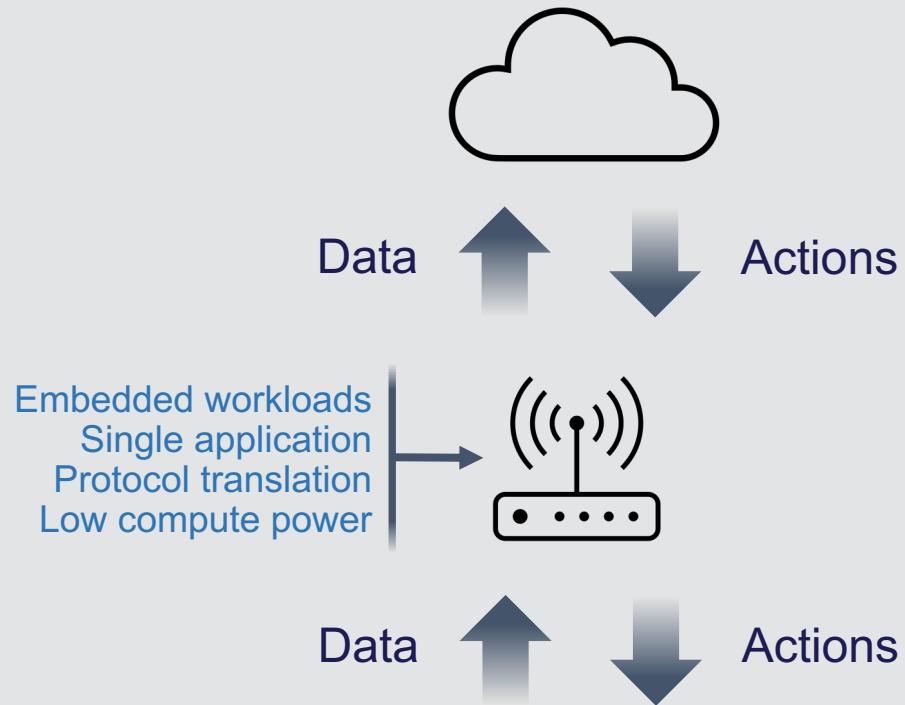 Data
Actions
Embedded workloads
Single application
Protocol translation
Low compute power
Data
Actions